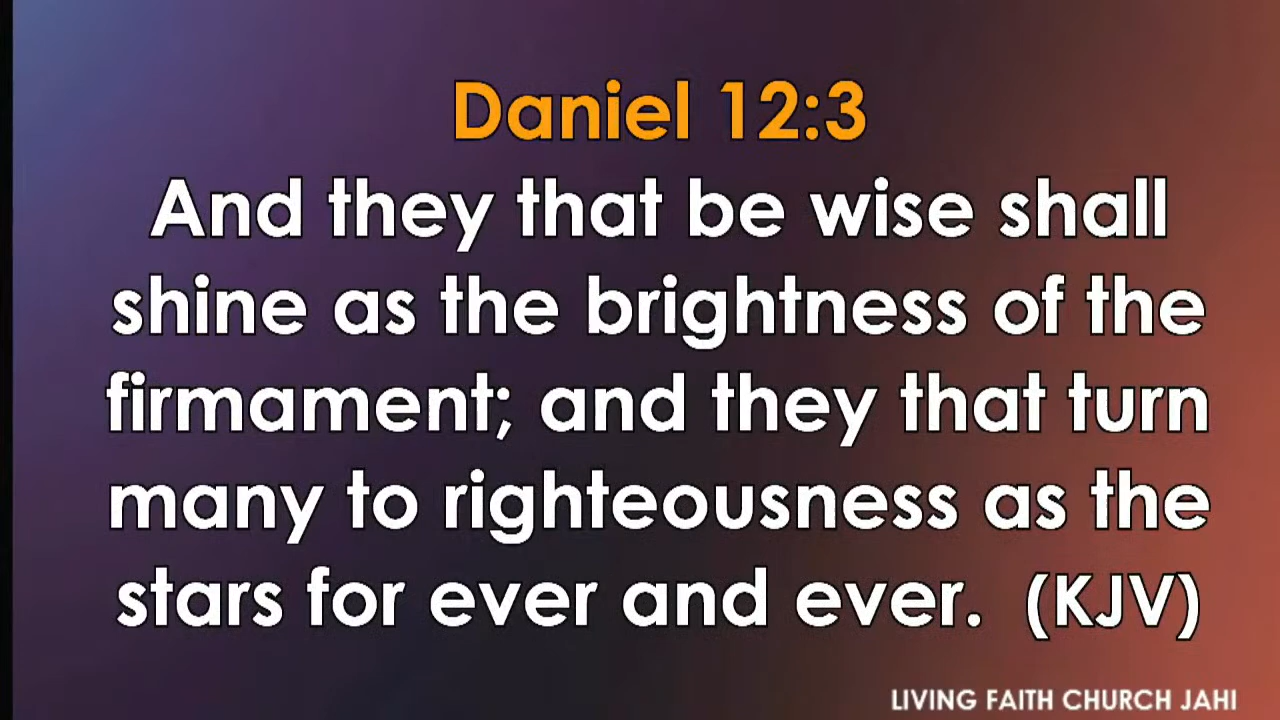 Daniel 12:3
And they that be wise shall
shine as the brightness of the
firmament; and they that turn
many to righteousness as the
stars for ever and ever. (KJV)
LIVING FAITH CHURCH JAHI